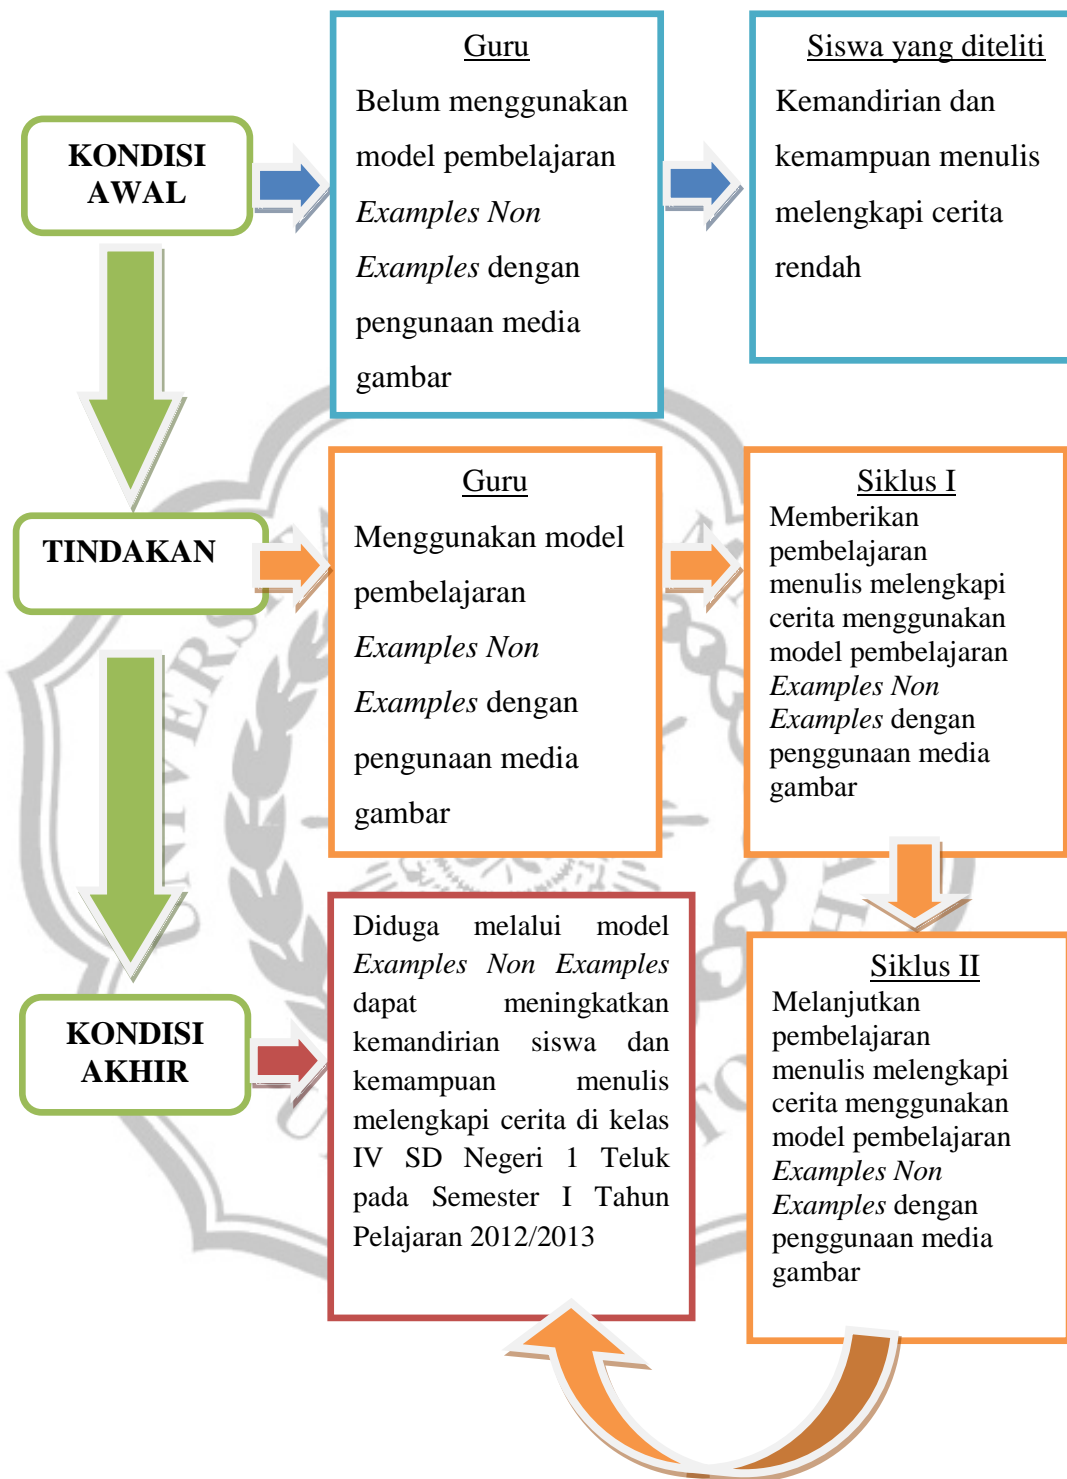 Guru
Belum menggunakan
model pembelajaran
Examples Non
Examples dengan
pengunaan media
gambar
Siswa yang diteliti
Kemandirian dan
kemampuan menulis
melengkapi cerita
rendah
KONDISI
AWAL
Guru
Menggunakan model
pembelajaran
Examples Non
Examples dengan
pengunaan media
gambar
Siklus I
Memberikan
pembelajaran
menulis melengkapi
cerita menggunakan
model pembelajaran
Examples Non
Examples dengan
penggunaan media
gambar
TINDAKAN
Diduga melalui model
Examples Non Examples
dapat meningkatkan
kemandirian siswa dan
kemampuan menulis
melengkapi cerita di kelas
IV SD Negeri 1 Teluk
pada Semester I Tahun
Pelajaran 2012/2013
Siklus II
Melanjutkan
pembelajaran
menulis melengkapi
cerita menggunakan
model pembelajaran
Examples Non
Examples dengan
penggunaan media
gambar
KONDISI
AKHIR